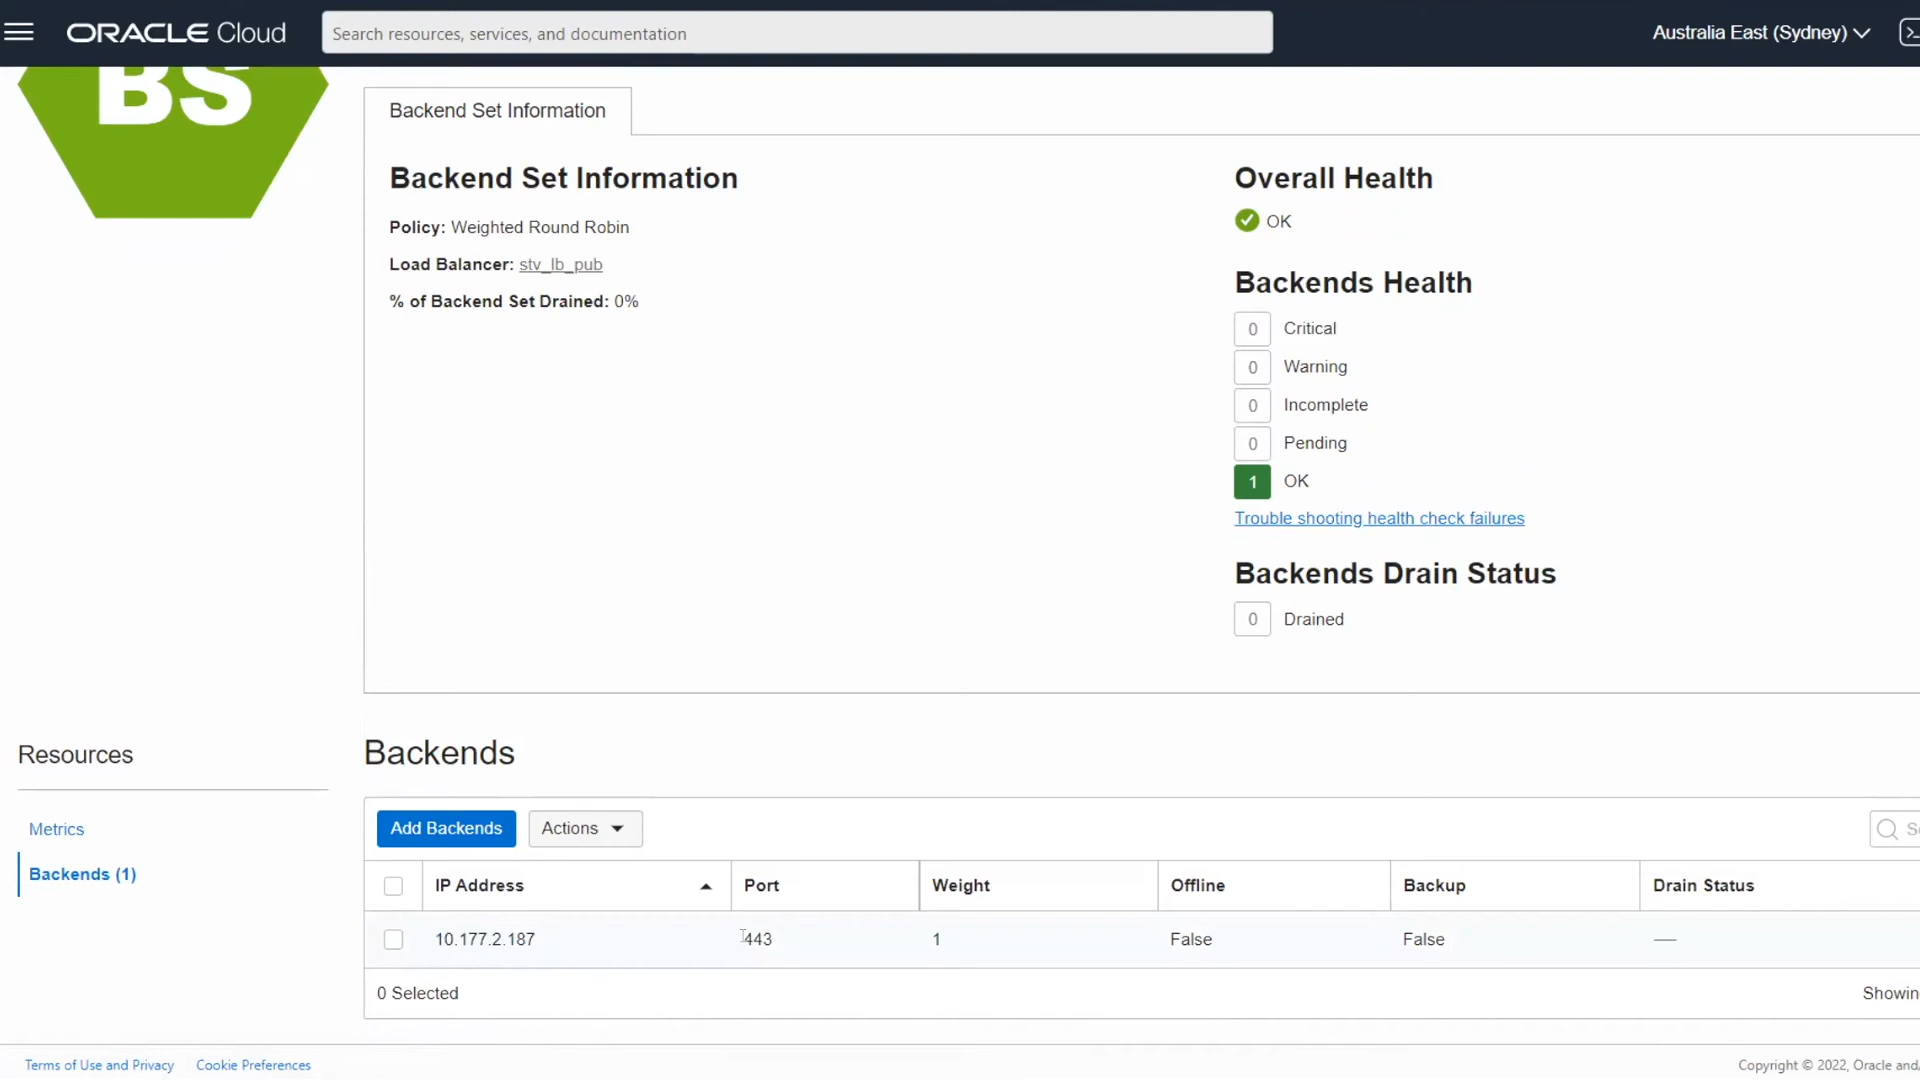 ORACLE Cloud
Search resources, services, and documentation
Australia East (Sydney)
BS
Backend Set Information
Backend Set Information
Policy: Weighted Round Robin
Load Balancer: stv_lb_pub
% of Backend Set Drained: 0%
Overall Health
OK
Backends Health
0 Critical
0 Warning
0 Incomplete
0 Pending
1 OK
Trouble shooting health check failures
Backends Drain Status
0 Drained
Resources
Metrics
Backends (1)
Backends
Add Backends Actions
IP Address Port Weight Offline Backup Drain Status
10.177.2.187 443 1 False False —
0 Selected
Terms of Use and Privacy Cookie Preferences
Copyright © 2022, Oracle and/